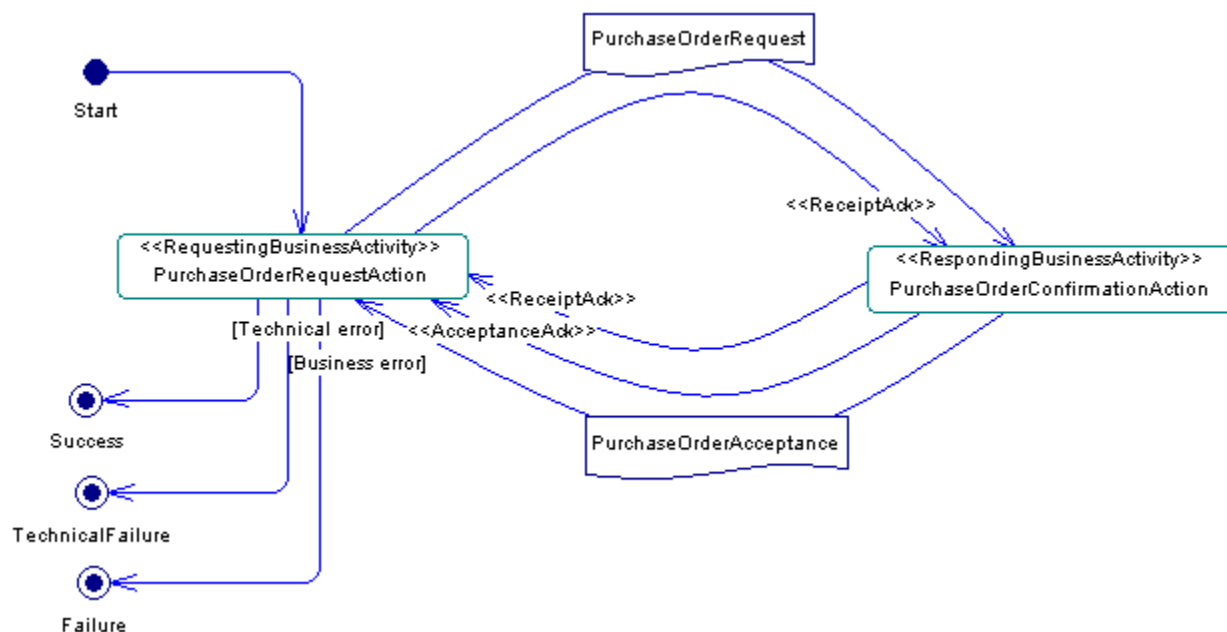 PurchaseOrderRequest
Start
<<ReceiptAck>>
<<RequestingBusinessActivity>>
PurchaseOrderRequestAction
<<RespondingBusinessActivity>>
PurchaseOrderConfirmationAction
<<ReceiptAck>>
[Technical error]
<<AcceptanceAck>>
[Business error]
Success
PurchaseOrderAcceptance
TechnicalFailure
Failure